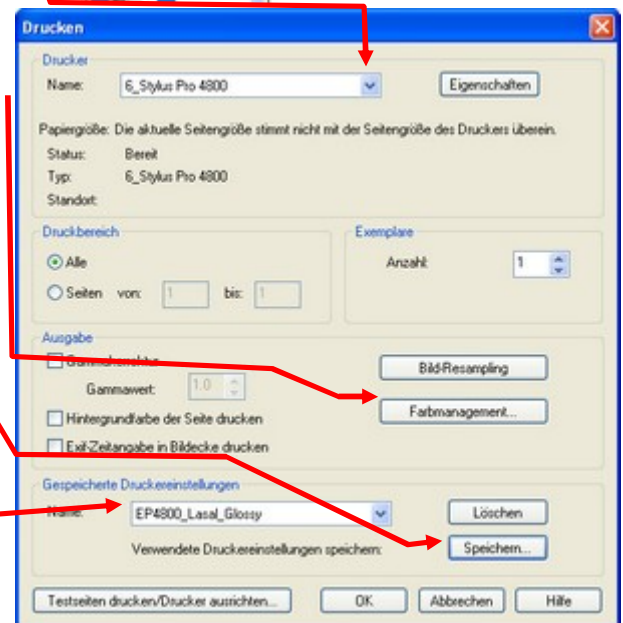 Drucken
Drucker
Name: 6_Stylus Pro 4800 Eigenschaften
Papiergröße: Die aktuelle Seitengröße stimmt nicht mit der Seitengröße des Druckers überein.
Status: Bereit
Typ: 6_Stylus Pro 4800
Standort:
Druckbereich
Alle
Seiten von: 1 bis: 1
Exemplare
Anzahl: 1
Ausgabe
Gammakorrektur
Gammawert: 1.0
Hintergrundfarbe der Seite drucken
Exif-Zeitangabe in Bildecke drucken
Bild-Resampling
Farbmanagement...
Gespeicherte Druckereinstellungen
Name: EP4800_Lasal_Glossy Löschen
Verwendete Druckereinstellungen speichern: Speichern...
Testseiten drucken/Drucker ausrichten... OK Abbrechen Hilfe